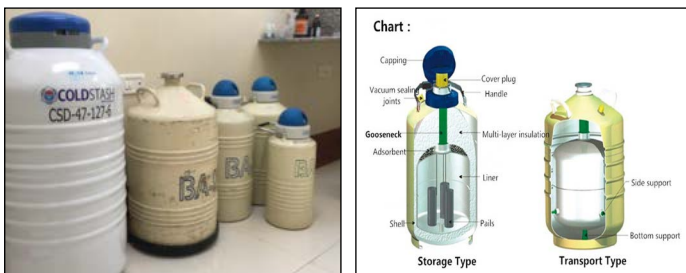 COLDSTASH
CSD-47-127-6
BA-
BA
Chart :
Capping
Cover plug
Vacuum sealing
joints
Handle
Gooseneck
Multi-layer insulation
Adsorbent
Liner
Side support
Shell
Pails
Bottom support
Storage Type
Transport Type